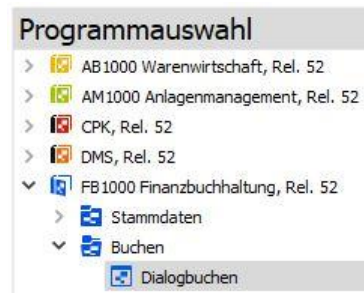 Programmauswahl
AB1000 Warenwirtschaft, Rel. 52
AM1000 Anlagenmanagement, Rel. 52
CPK, Rel. 52
DMS, Rel. 52
FB1000 Finanzbuchhaltung, Rel. 52
Stammdaten
Buchen
Dialogbuchen